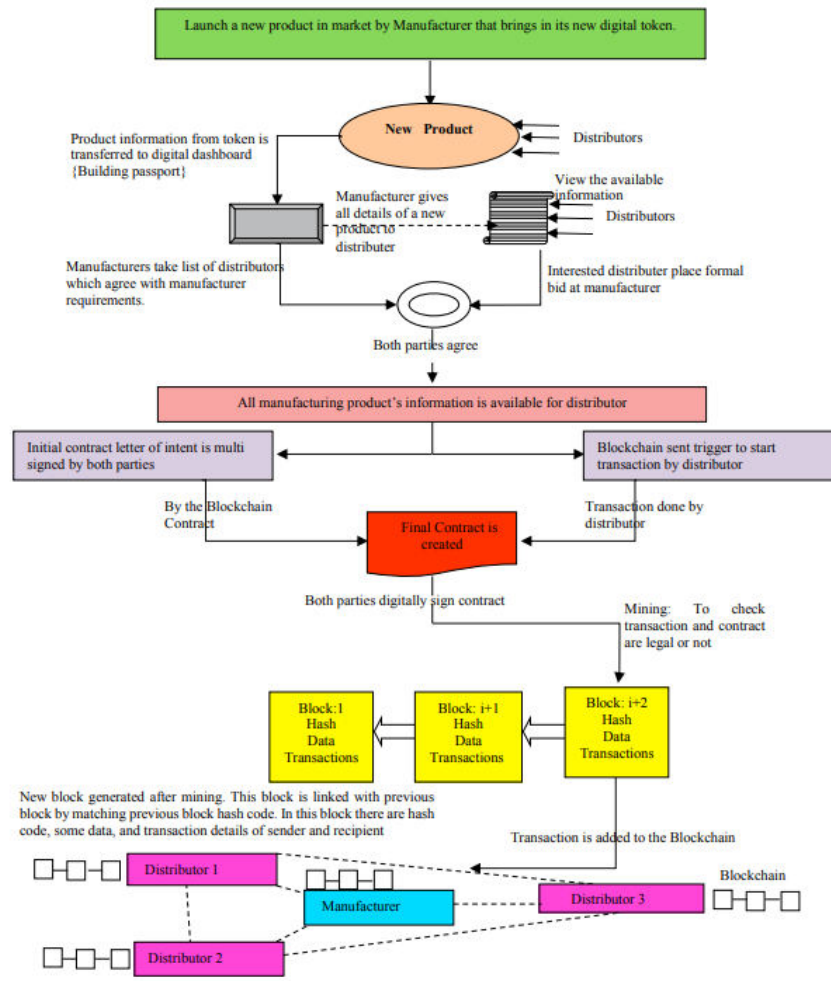 Launch a new product in market by Manufacturer that brings in its new digital token.
New Product
Distributors
Product information from token is
transferred to digital dashboard
{Building passport}
Manufacturer gives
all details of a new
product to
distributer
View the available
information
Distributors
Manufacturers take list of distributors
which agree with manufacturer
requirements.
Interested distributer place formal
bid at manufacturer
Both parties agree
All manufacturing product's information is available for distributor
Initial contract letter of intent is multi
signed by both parties
Blockchain sent trigger to start
transaction by distributor
By the Blockchain
Contract
Transaction done by
distributor
Final Contract is
created
Both parties digitally sign contract
Mining: To check
transaction and contract
are legal or not
Block:1
Hash
Data
Transactions
Block: i+1
Hash
Data
Transactions
Block: i+2
Hash
Data
Transactions
New block generated after mining. This block is linked with previous
block by matching previous block hash code. In this block there are hash
code, some data, and transaction details of sender and recipient
Transaction is added to the Blockchain
Distributor 1
Manufacturer
Distributor 3
Blockchain
Distributor 2